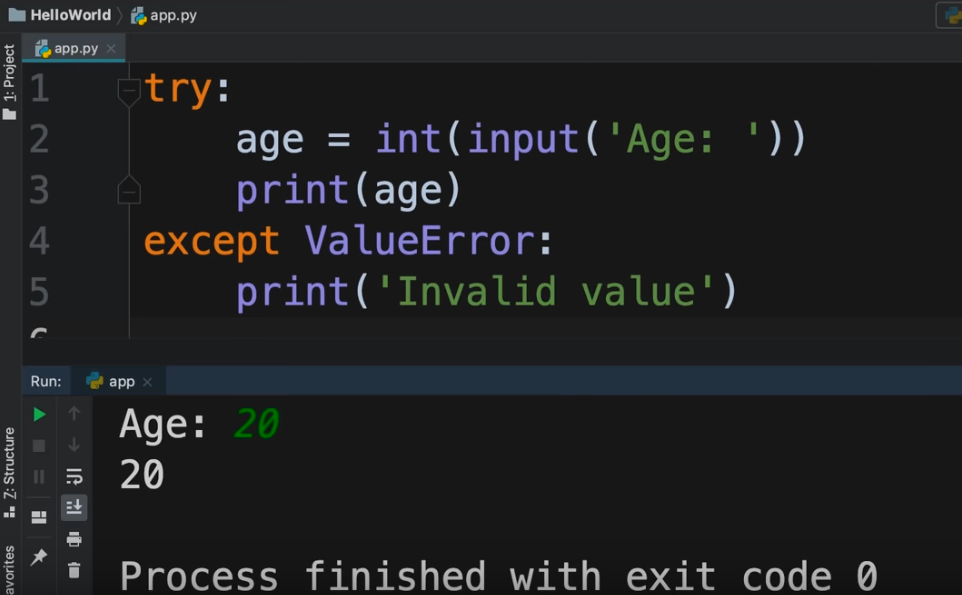 HelloWorld app.py
app.py
1: Project
1 try:
2     age = int(input('Age: '))
3     print(age)
4 except ValueError:
5     print('Invalid value')
Run: app
Age: 20
20
Process finished with exit code 0
Z: Structure